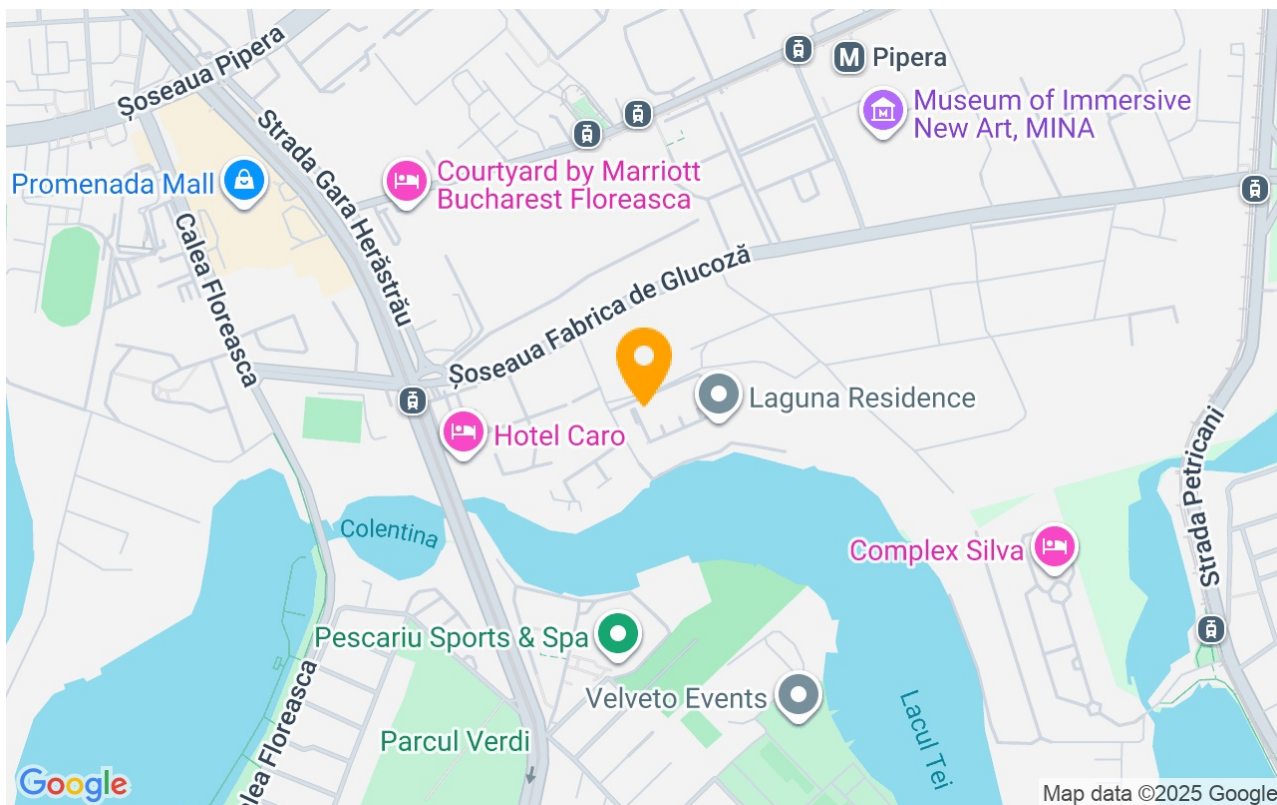 Șoseaua Pipera
M
Pipera
Museum of Immersive
New Art, MINA
M
Strada Gara Herăstrău
Promenada Mall
Courtyard by Marriott
Bucharest Floreasca
Calea Floreasca
Șoseaua Fabrica de Glucoză
Laguna Residence
Hotel Caro
Strada Petricani
Colentina
Complex Silva
Pescariu Sports & Spa
Velveto Events
Calea Floreasca
Parcul Verdi
Lacul Tei
Google
Map data ©2025 Google